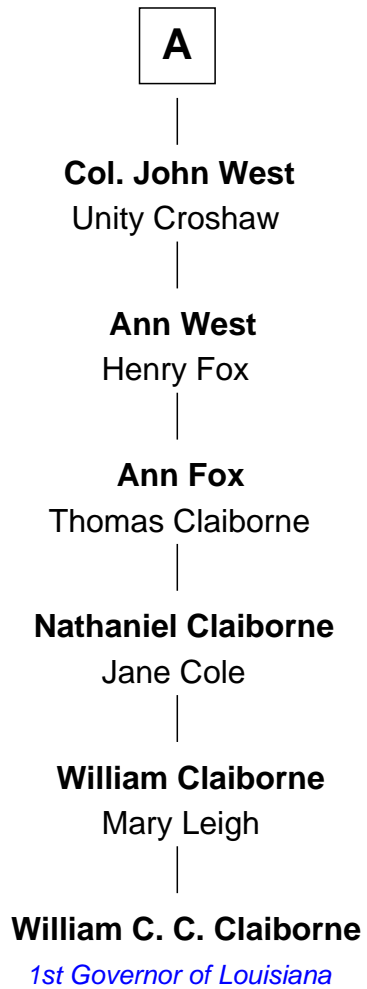 A
Col. John West
Unity Croshaw
Ann West
Henry Fox
Ann Fox
Thomas Claiborne
Nathaniel Claiborne
Jane Cole
William Claiborne
Mary Leigh
William C. C. Claiborne
1st Governor of Louisiana